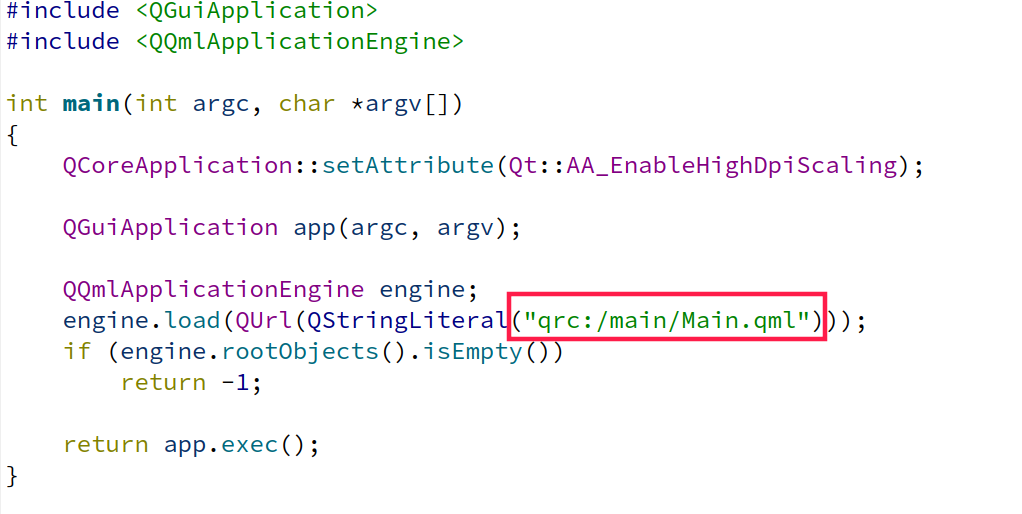 #include <QGuiApplication>
#include <QQmlApplicationEngine>
int main(int argc, char *argv[])
{
QCoreApplication::setAttribute(Qt::AA_EnableHighDpiScaling);
QGuiApplication app(argc, argv);
QQmlApplicationEngine engine;
engine.load(QUrl(QStringLiteral("qrc:/main/Main.qml")));
if (engine.rootObjects().isEmpty())
return -1;
return app.exec();
}